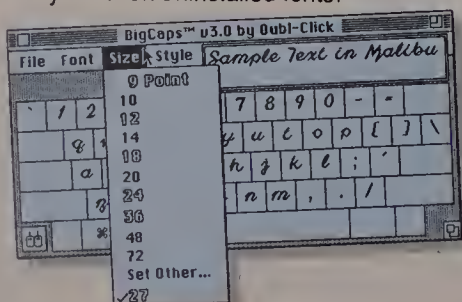 BigCaps™ v3.0 by Dubl-Click
File Font Size Style Sample Text in Malibu
9 Point
10
12
14
18
20
24
36
48
72
Set Other...
✓27
` 1 2 7 8 9 0 - =
q y u i o p [ ] \
a h j k l ; '
n m , . /
⌘